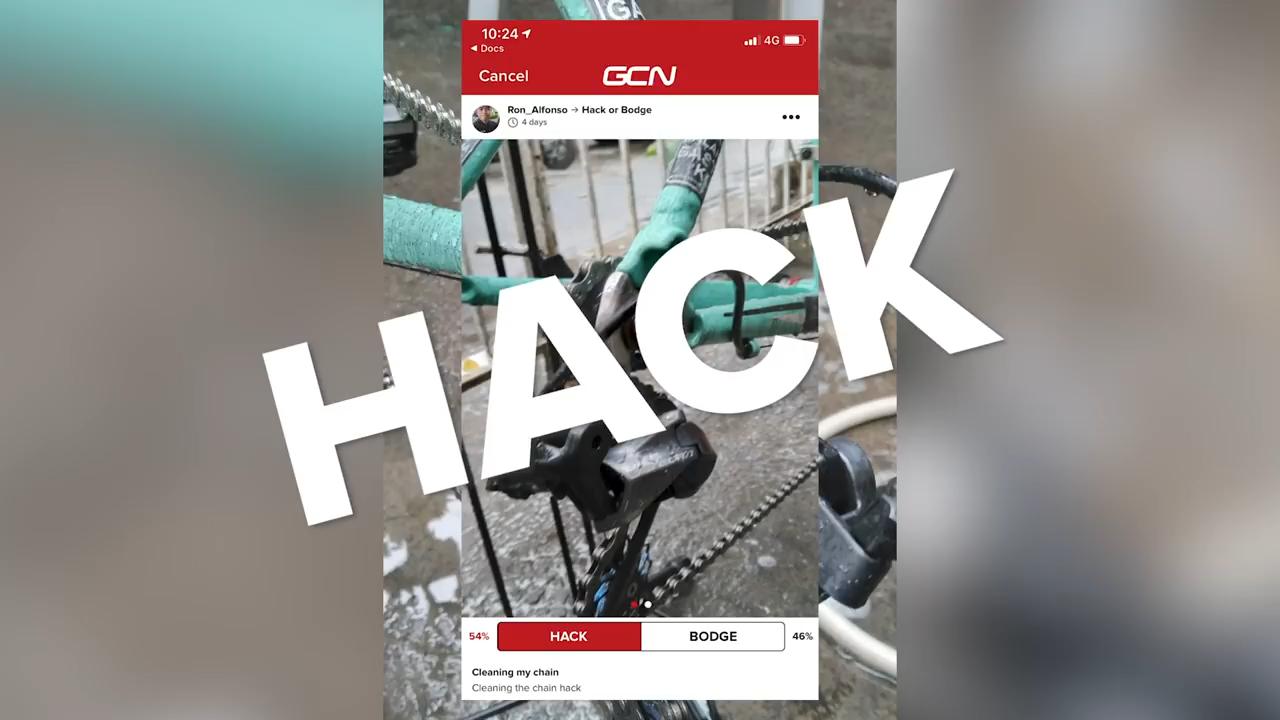 10:24
4G
◀ Docs
Cancel
GCN
Ron_Alfonso → Hack or Bodge
4 days
HACK
54%
HACK
BODGE
46%
Cleaning my chain
Cleaning the chain hack